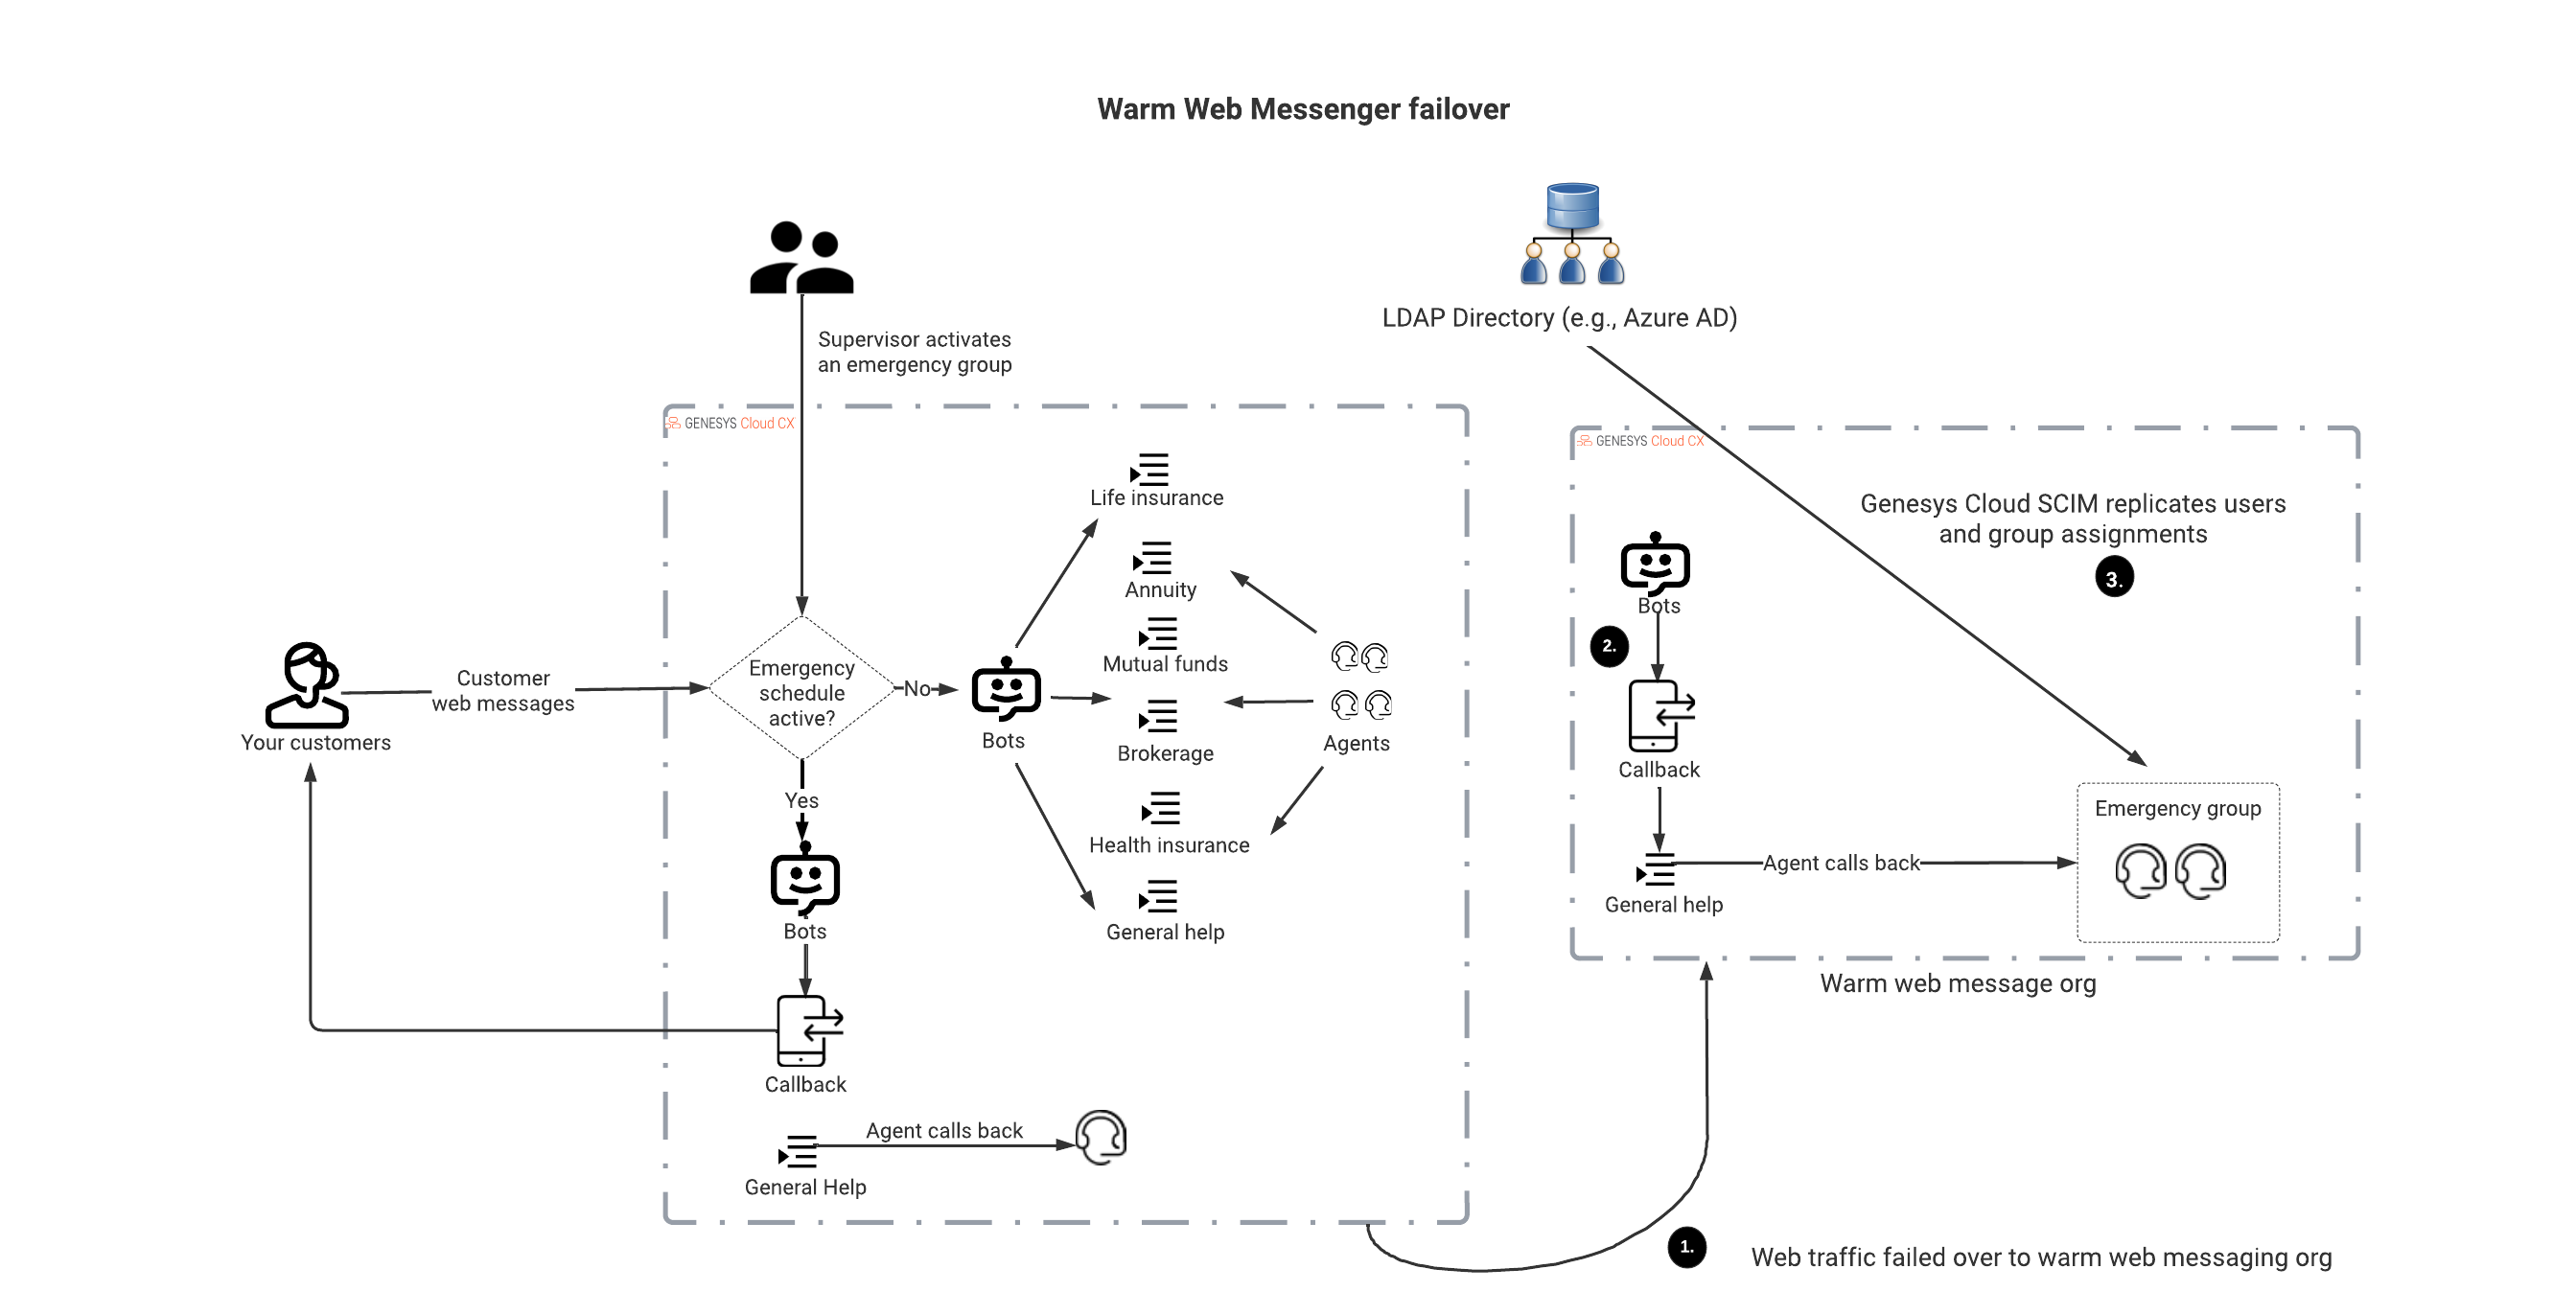 Warm Web Messenger failover
LDAP Directory (e.g., Azure AD)
Supervisor activates
an emergency group
GENESYS Cloud CX
Life insurance
Annuity
Mutual funds
Brokerage
Health insurance
General help
Agents
Bots
No
Emergency
schedule
active?
Customer
web messages
Your customers
Yes
Bots
Callback
General Help
Agent calls back
GENESYS Cloud CX
Genesys Cloud SCIM replicates users
and group assignments
3.
Bots
2.
Callback
General help
Agent calls back
Emergency group
Warm web message org
1.
Web traffic failed over to warm web messaging org